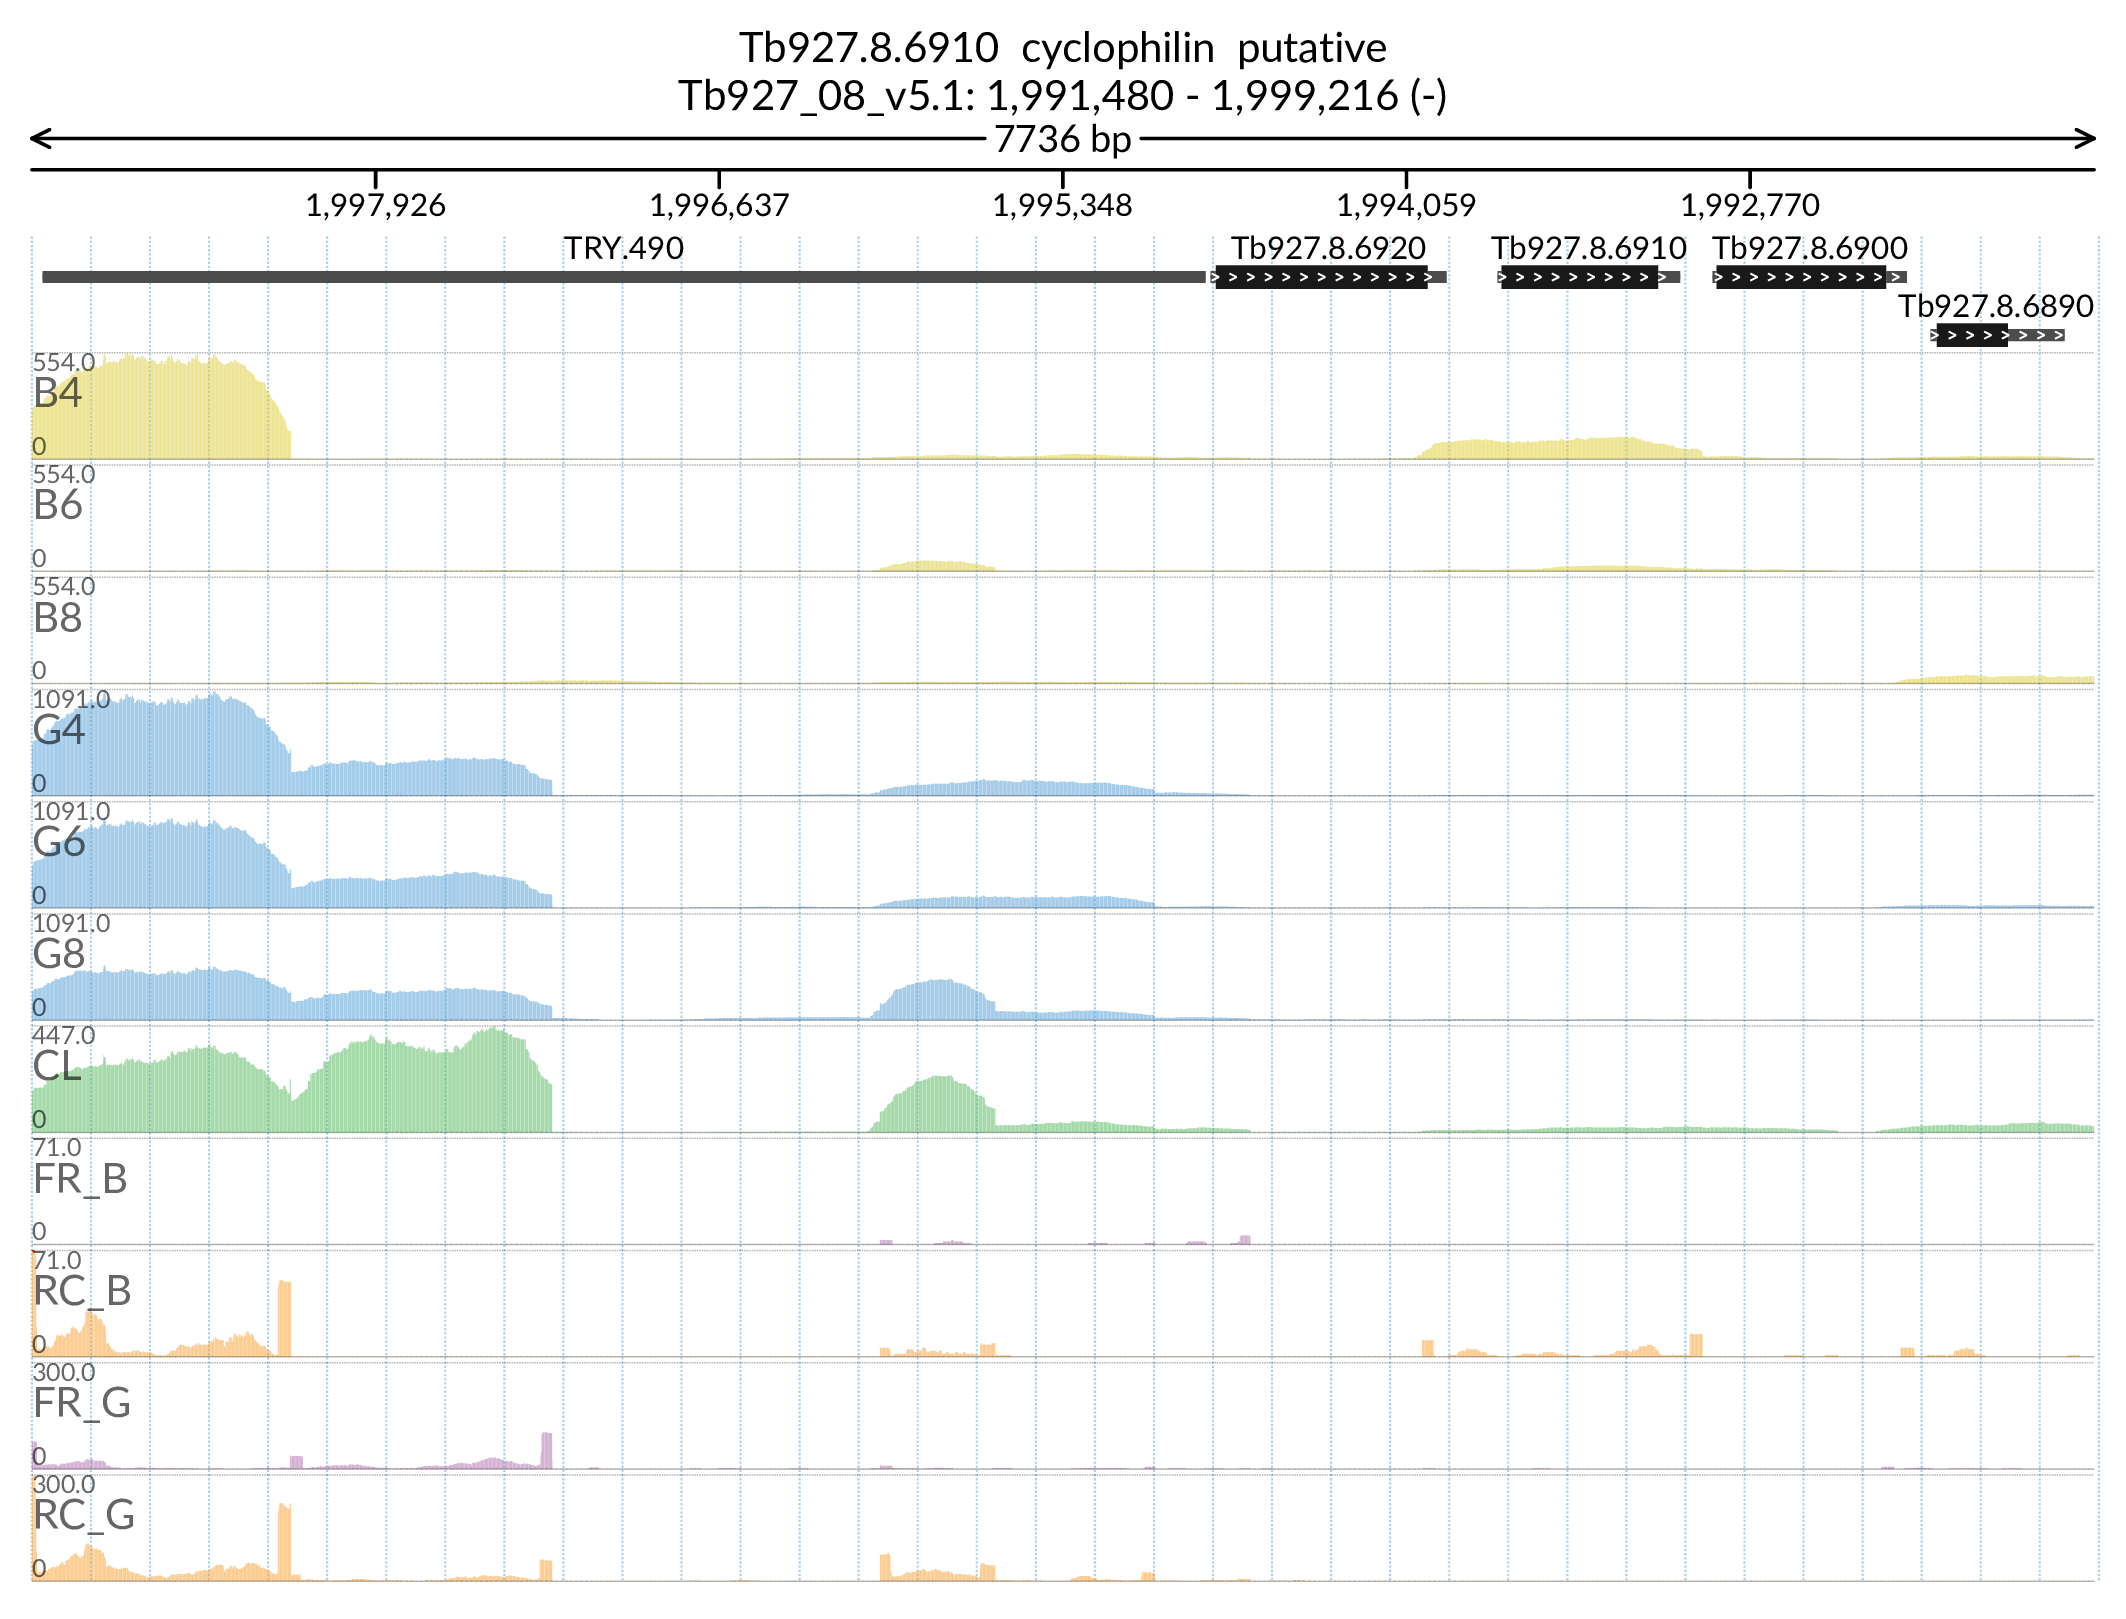 Tb927.8.6910 cyclophilin putative
Tb927_08_v5.1: 1,991,480 - 1,999,216 (-)
7736 bp
1,997,926 1,996,637 1,995,348 1,994,059 1,992,770
TRY.490 Tb927.8.6920 Tb927.8.6910 Tb927.8.6900
Tb927.8.6890
554.0
B4
0
554.0
B6
0
554.0
B8
0
1091.0
G4
0
1091.0
G6
0
1091.0
G8
0
447.0
CL
0
71.0
FR_B
0
71.0
RC_B
0
300.0
FR_G
0
300.0
RC_G
0